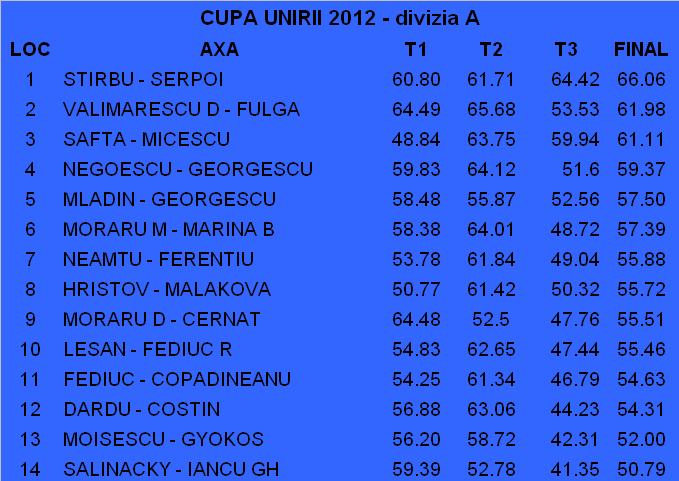 CUPA UNIRII 2012 - divizia A
LOC AXA T1 T2 T3 FINAL
1 STIRBU - SERPOI 60.80 61.71 64.42 66.06
2 VALIMARESCU D - FULGA 64.49 65.68 53.53 61.98
3 SAFTA - MICESCU 48.84 63.75 59.94 61.11
4 NEGOESCU - GEORGESCU 59.83 64.12 51.6 59.37
5 MLADIN - GEORGESCU 58.48 55.87 52.56 57.50
6 MORARU M - MARINA B 58.38 64.01 48.72 57.39
7 NEAMTU - FERENTIU 53.78 61.84 49.04 55.88
8 HRISTOV - MALAKOVA 50.77 61.42 50.32 55.72
9 MORARU D - CERNAT 64.48 52.5 47.76 55.51
10 LESAN - FEDIUC R 54.83 62.65 47.44 55.46
11 FEDIUC - COPADINEANU 54.25 61.34 46.79 54.63
12 DARDU - COSTIN 56.88 63.06 44.23 54.31
13 MOISESCU - GYOKOS 56.20 58.72 42.31 52.00
14 SALINACKY - IANCU GH 59.39 52.78 41.35 50.79